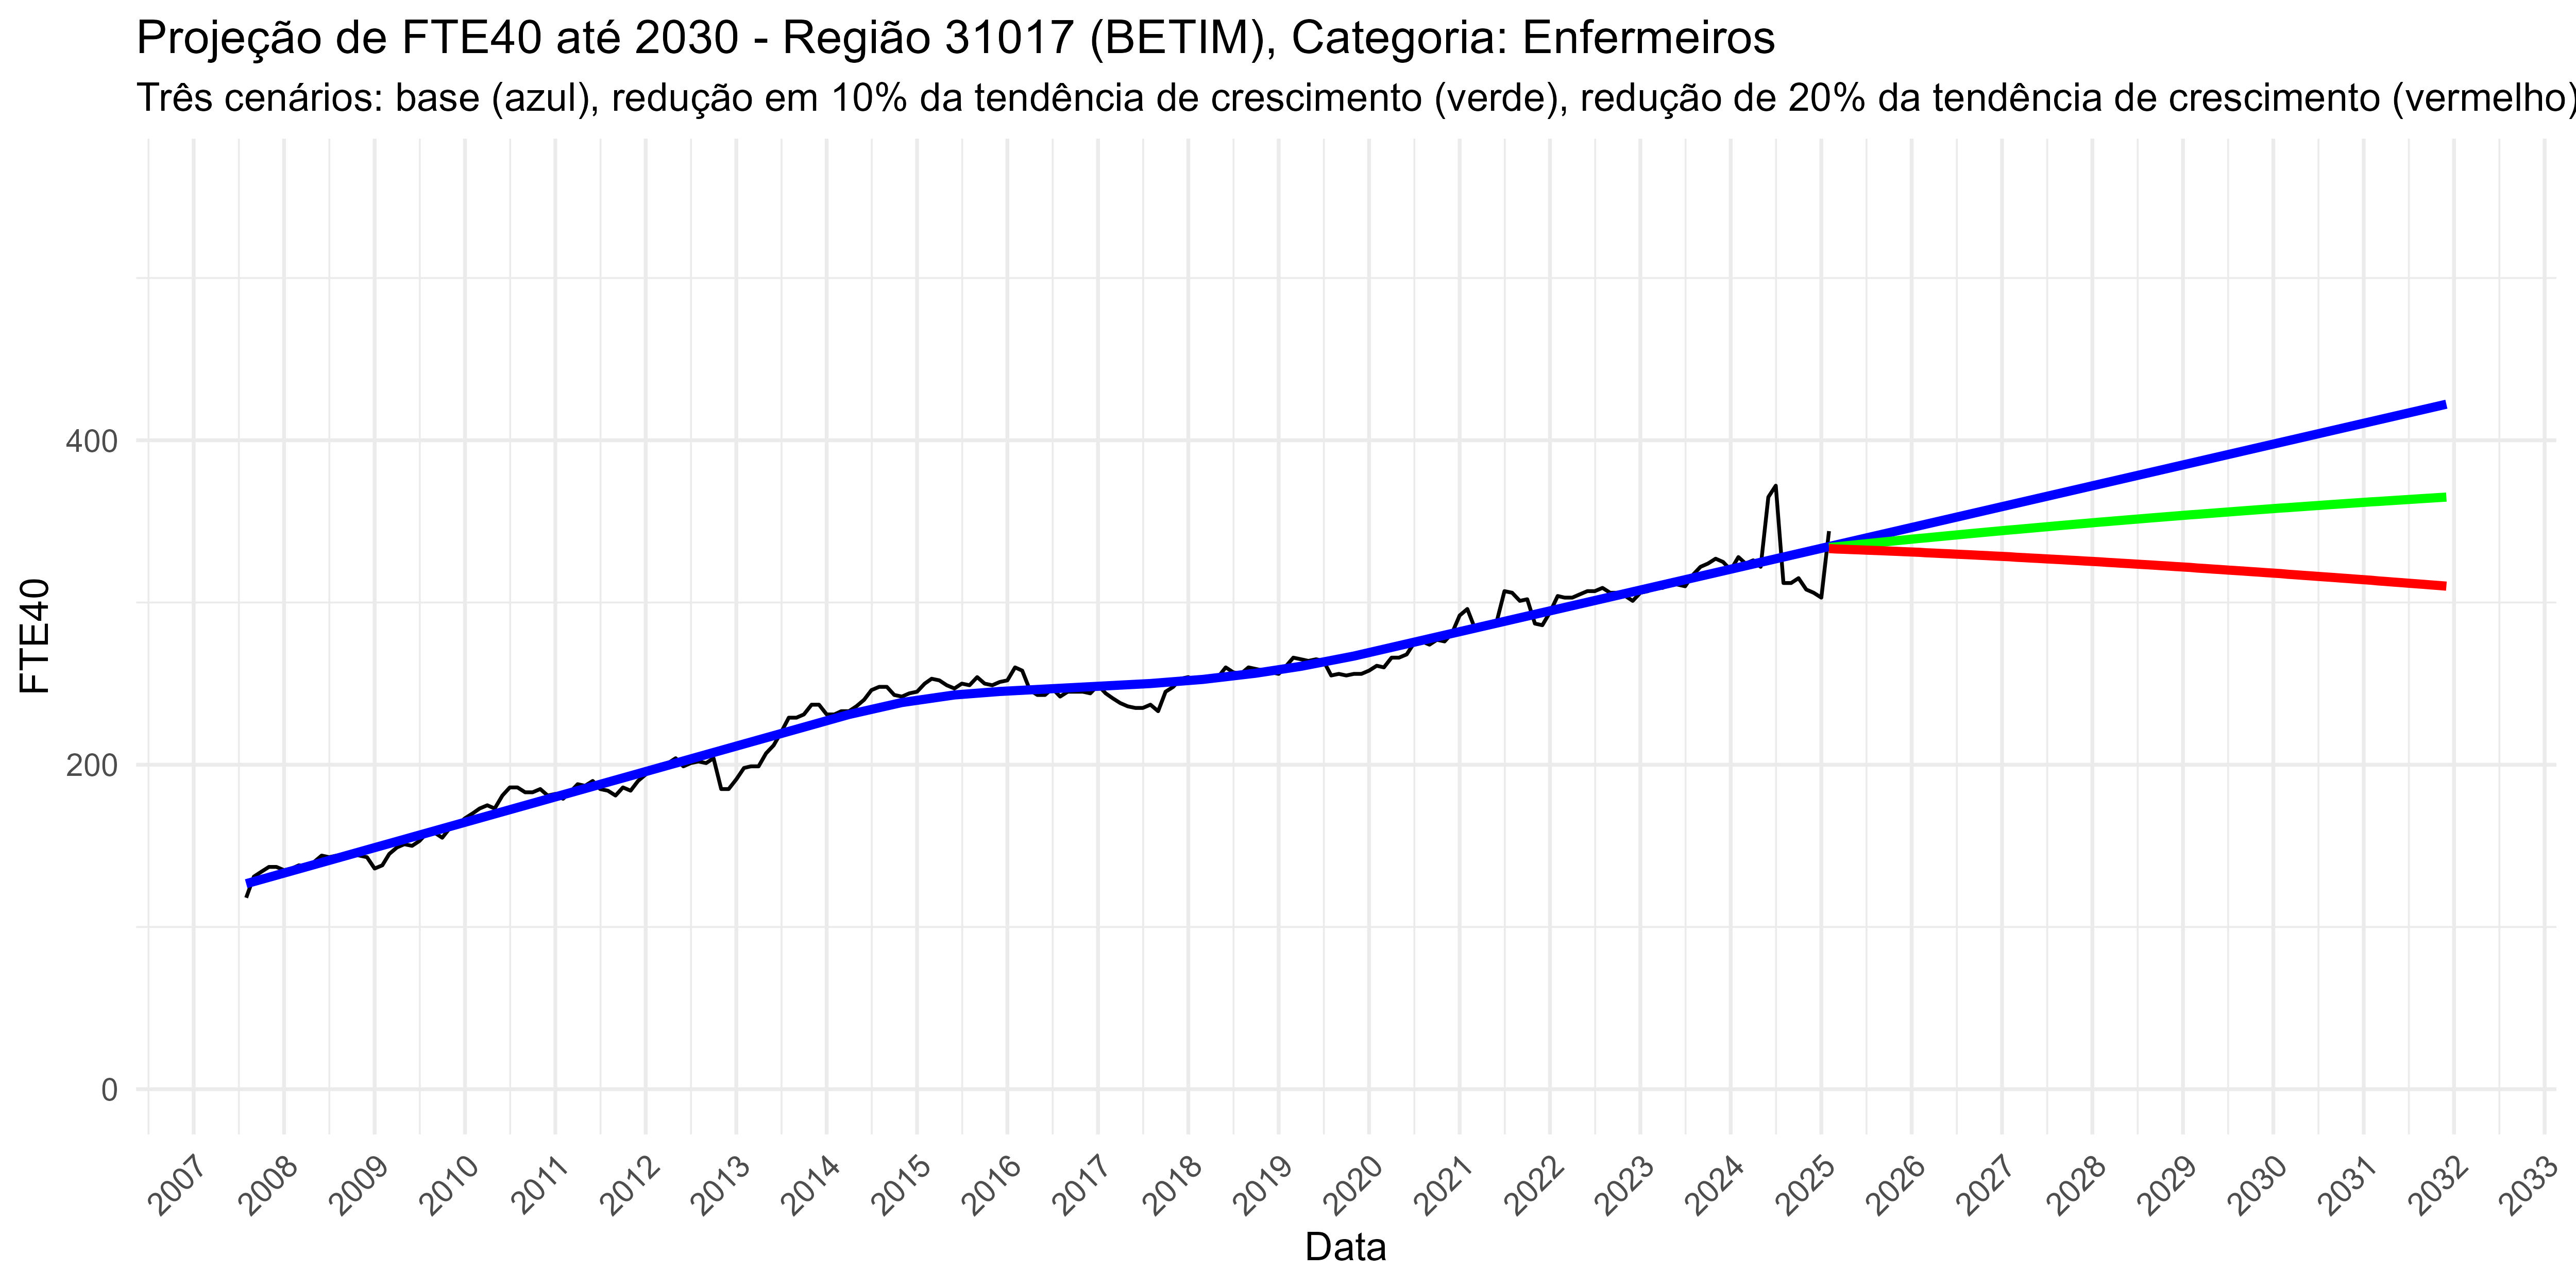 Projeção de FTE40 até 2030 - Região 31017 (BETIM), Categoria: Enfermeiros
Três cenários: base (azul), redução em 10% da tendência de crescimento (verde), redução de 20% da tendência de crescimento (vermelho)
FTE40
400
200
0
2007 2008 2009 2010 2011 2012 2013 2014 2015 2016 2017 2018 2019 2020 2021 2022 2023 2024 2025 2026 2027 2028 2029 2030 2031 2032 2033
Data